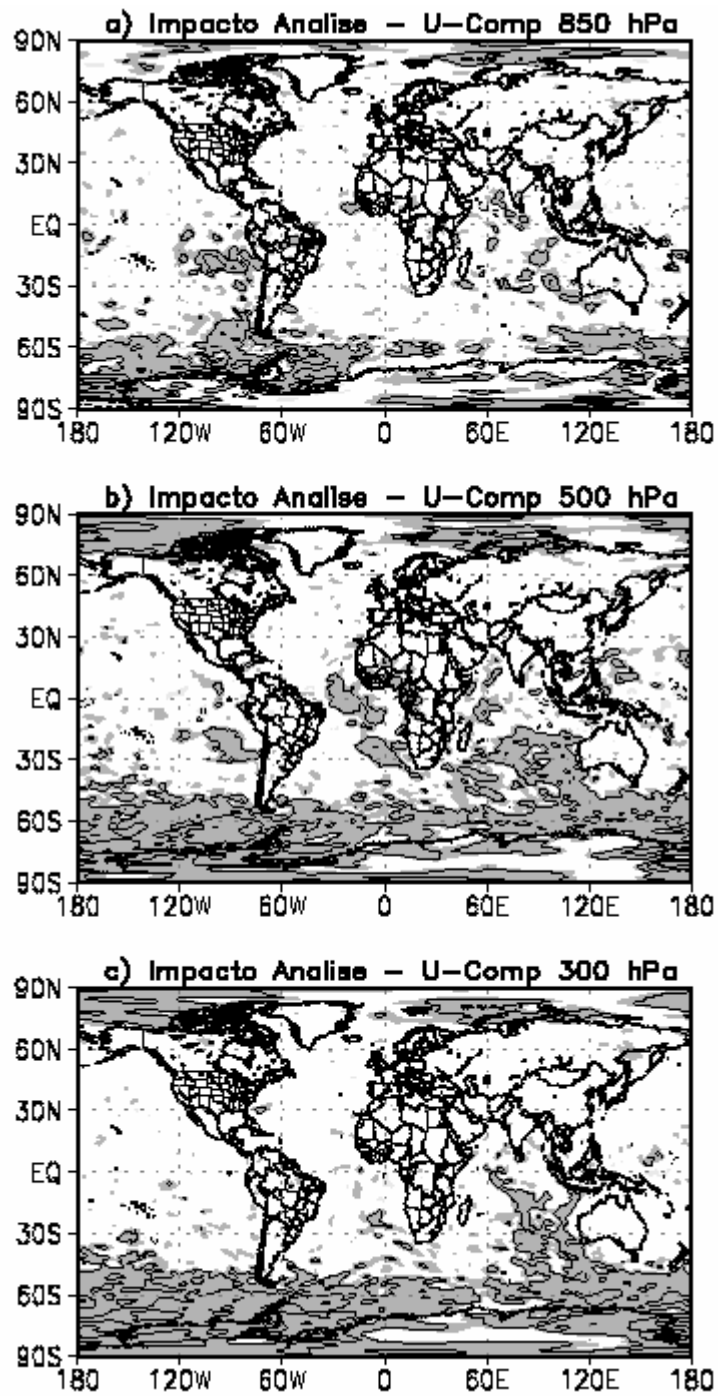 a) Impacto Analise – U-Comp 850 hPa
90N
60N
30N
EQ
30S
60S
90S
180 120W 60W 0 60E 120E 180
b) Impacto Analise – U-Comp 500 hPa
90N
60N
30N
EQ
30S
60S
90S
180 120W 60W 0 60E 120E 180
c) Impacto Analise – U-Comp 300 hPa
90N
60N
30N
EQ
30S
60S
90S
180 120W 60W 0 60E 120E 180